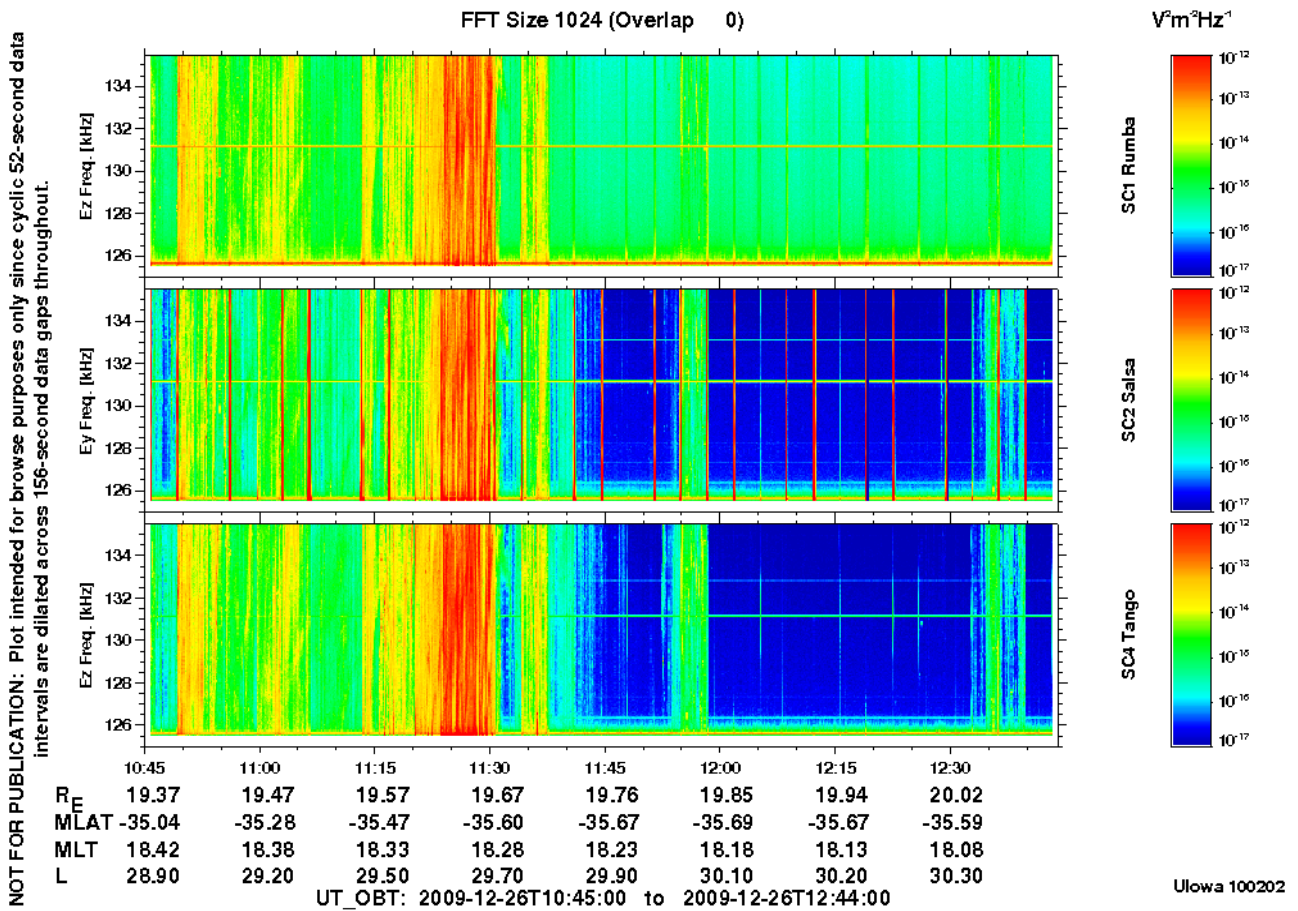 FFT Size 1024 (Overlap 0)
V²m⁻²Hz⁻¹
NOT FOR PUBLICATION: Plot intended for browse purposes only since cyclic 52-second data
intervals are dilated across 156-second data gaps throughout.
Ez Freq. [kHz]
134
132
130
128
126
SC1 Rumba
10⁻¹²
10⁻¹³
10⁻¹⁴
10⁻¹⁵
10⁻¹⁶
10⁻¹⁷
Ey Freq. [kHz]
134
132
130
128
126
SC2 Salsa
10⁻¹²
10⁻¹³
10⁻¹⁴
10⁻¹⁵
10⁻¹⁶
10⁻¹⁷
Ez Freq. [kHz]
134
132
130
128
126
SC4 Tango
10⁻¹²
10⁻¹³
10⁻¹⁴
10⁻¹⁵
10⁻¹⁶
10⁻¹⁷
10:45 11:00 11:15 11:30 11:45 12:00 12:15 12:30
R_E 19.37 19.47 19.57 19.67 19.76 19.85 19.94 20.02
MLAT -35.04 -35.28 -35.47 -35.60 -35.67 -35.69 -35.67 -35.59
MLT 18.42 18.38 18.33 18.28 18.23 18.18 18.13 18.08
L 28.90 29.20 29.50 29.70 29.90 30.10 30.20 30.30
UT_OBT: 2009-12-26T10:45:00 to 2009-12-26T12:44:00
UIowa 100202